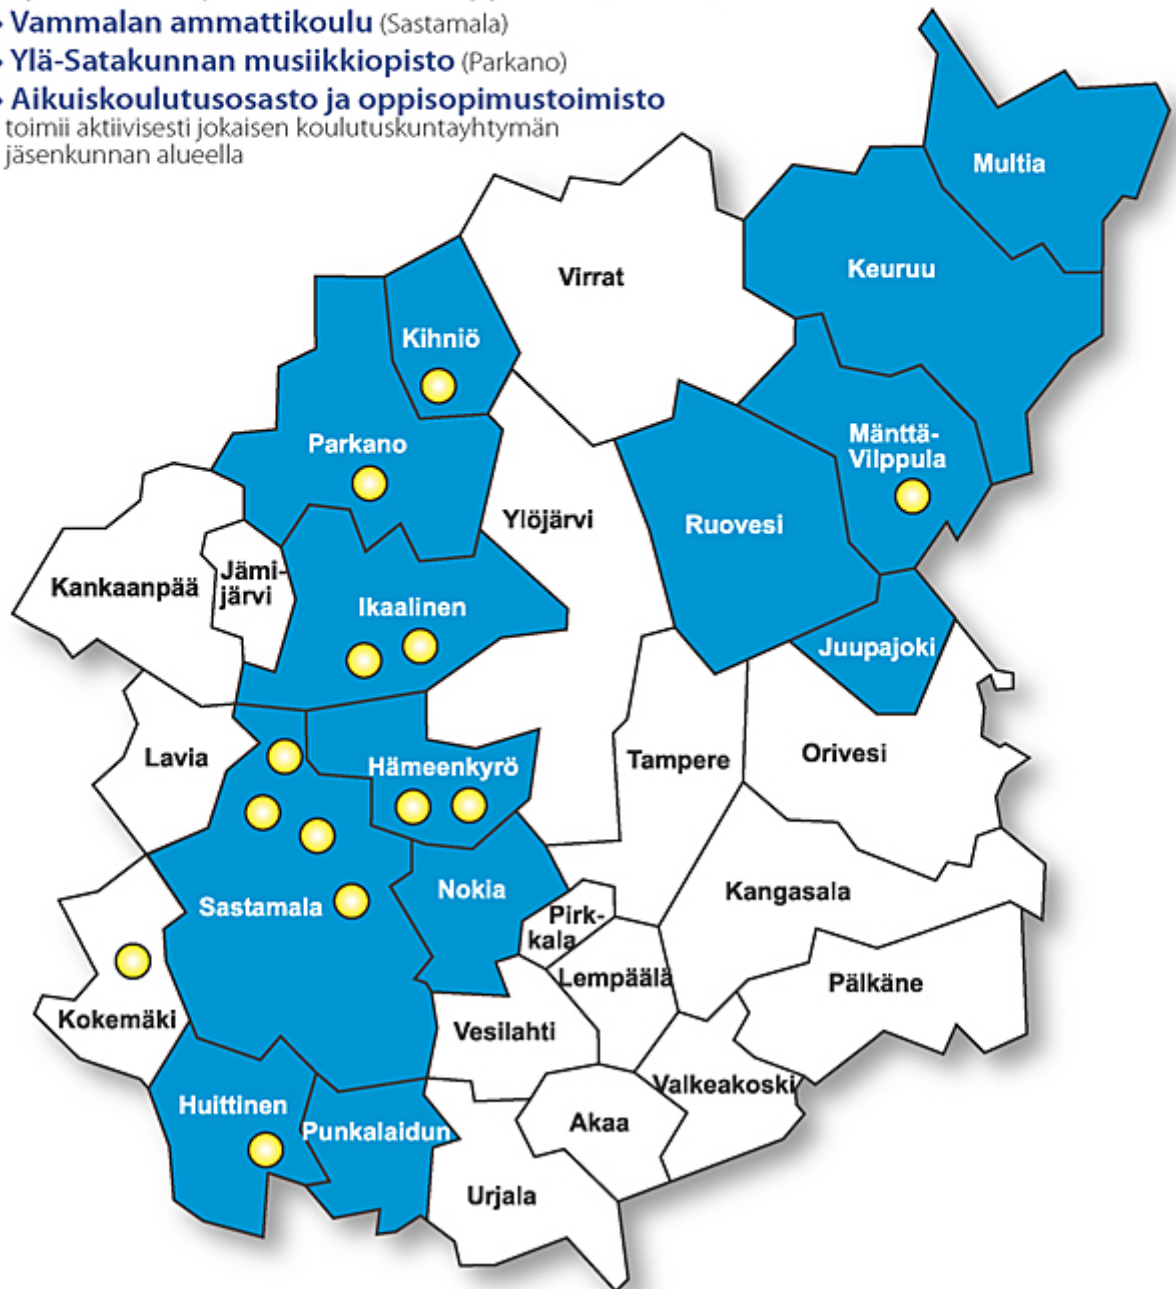 • Vammalan ammattikoulu (Sastamala)
• Ylä-Satakunnan musiikkiopisto (Parkano)
• Aikuiskoulutusosasto ja oppisopimustoimisto
toimii aktiivisesti jokaisen koulutuskuntayhtymän
jäsenkunnan alueella
Multia
Keuruu
Virrat
Kihniö
Parkano
Mänttä-
Vilppula
Ylöjärvi
Ruovesi
Kankaanpää
Jämi-
järvi
Ikaalinen
Juupajoki
Lavia
Hämeenkyrö
Tampere
Orivesi
Sastamala
Nokia
Kangasala
Pirk-
kala
Lempäälä
Pälkäne
Kokemäki
Vesilahti
Valkeakoski
Huittinen
Punkalaidun
Akaa
Urjala